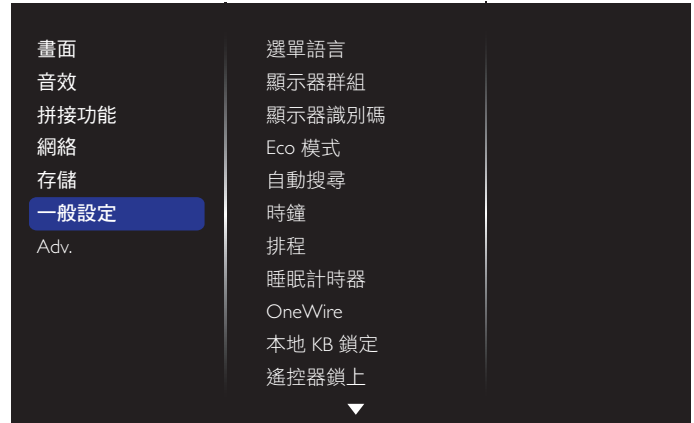 畫面
音效
拼接功能
網絡
存儲
一般設定
Adv.
選單語言
顯示器群組
顯示器識別碼
Eco 模式
自動搜尋
時鐘
排程
睡眠計時器
OneWire
本地 KB 鎖定
遙控器鎖上